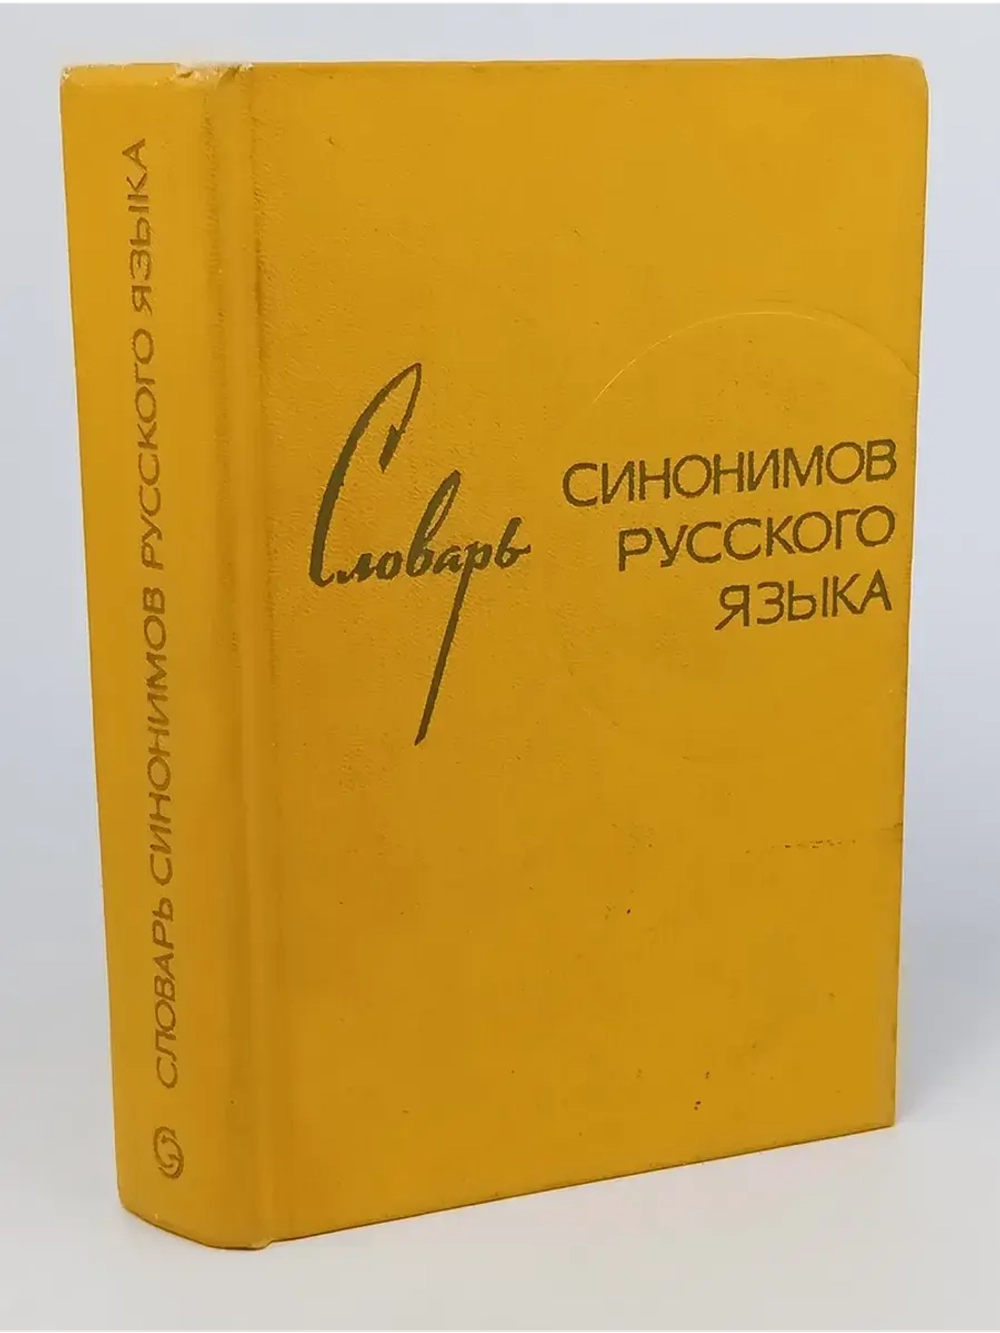 СЛОВАРЬ СИНОНИМОВ РУССКОГО ЯЗЫКА
Словарь
СИНОНИМОВ
РУССКОГО
ЯЗЫКА